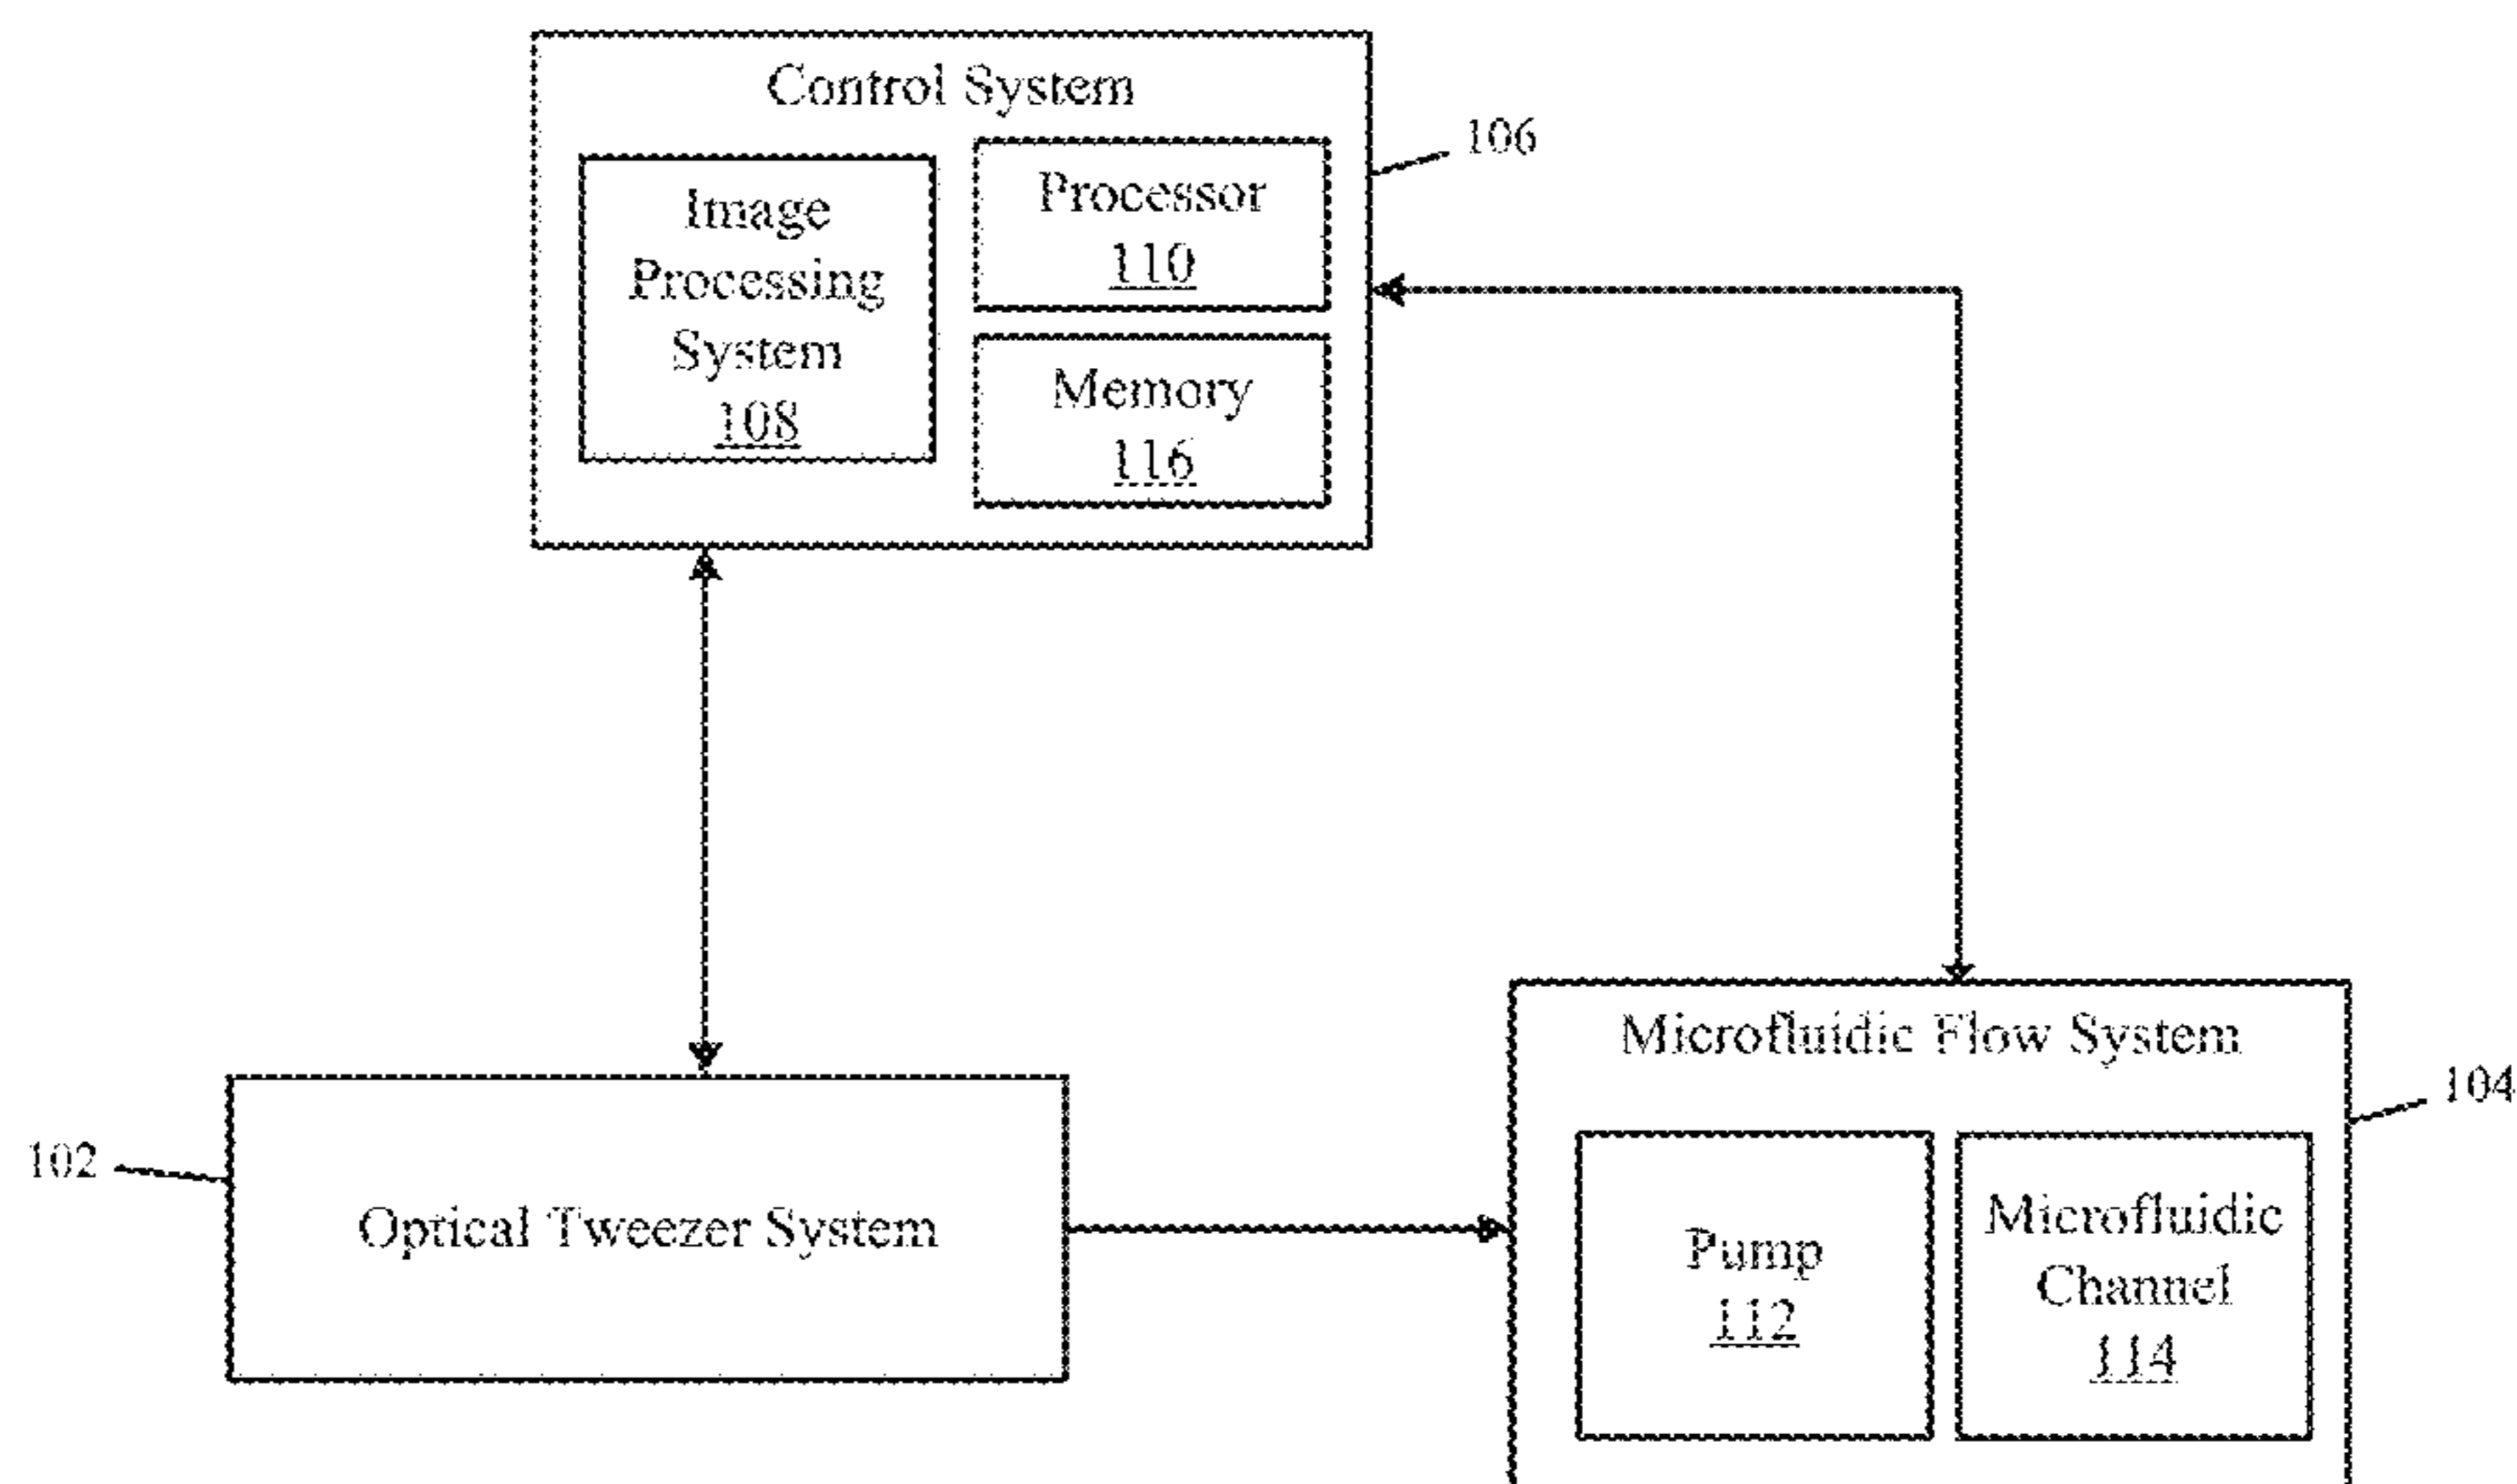 Control System
106
Image
Processing
System
108
Processor
110
Memory
116
Microfluidic Flow System
104
102
Optical Tweezer System
Pump
112
Microfluidic
Channel
114